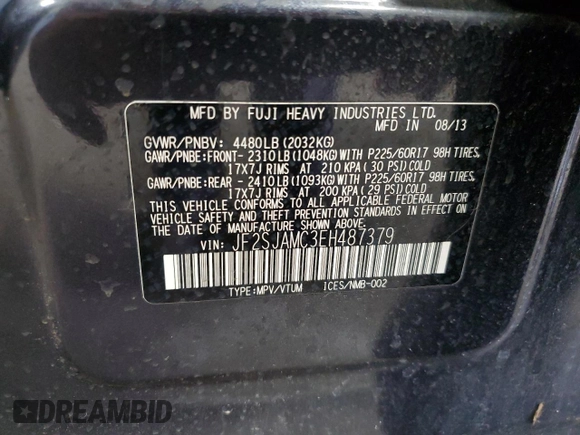 MFD BY FUJI HEAVY INDUSTRIES LTD.
MFD IN 08/13
GVWR/PNBV: 4480LB(2032KG)
GAWR/PNBE:FRONT-2310LB(1048KG)WITH P225/60R17 98H TIRES,
17X7J RIMS AT 210 KPA(30 PSI)COLD
GAWR/PNBE:REAR -2410LB(1093KG)WITH P225/60R17 98H TIRES,
17X7J RIMS AT 200 KPA(29 PSI)COLD
THIS VEHICLE CONFORMS TO ALL APPLICABLE FEDERAL MOTOR
VEHICLE SAFETY AND THEFT PREVENTION STANDARDS IN EFFECT ON
THE DATE OF MANUFACTURE SHOWN ABOVE.
VIN: JF2SJAMC3EH487379
TYPE:MPV/VTUM ICES/NMB-002
DREAMBID